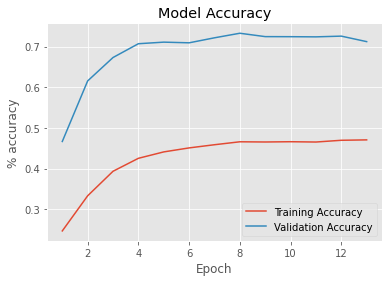 Model Accuracy
% accuracy
0.7
0.6
0.5
0.4
0.3
Training Accuracy
Validation Accuracy
2 4 6 8 10 12
Epoch